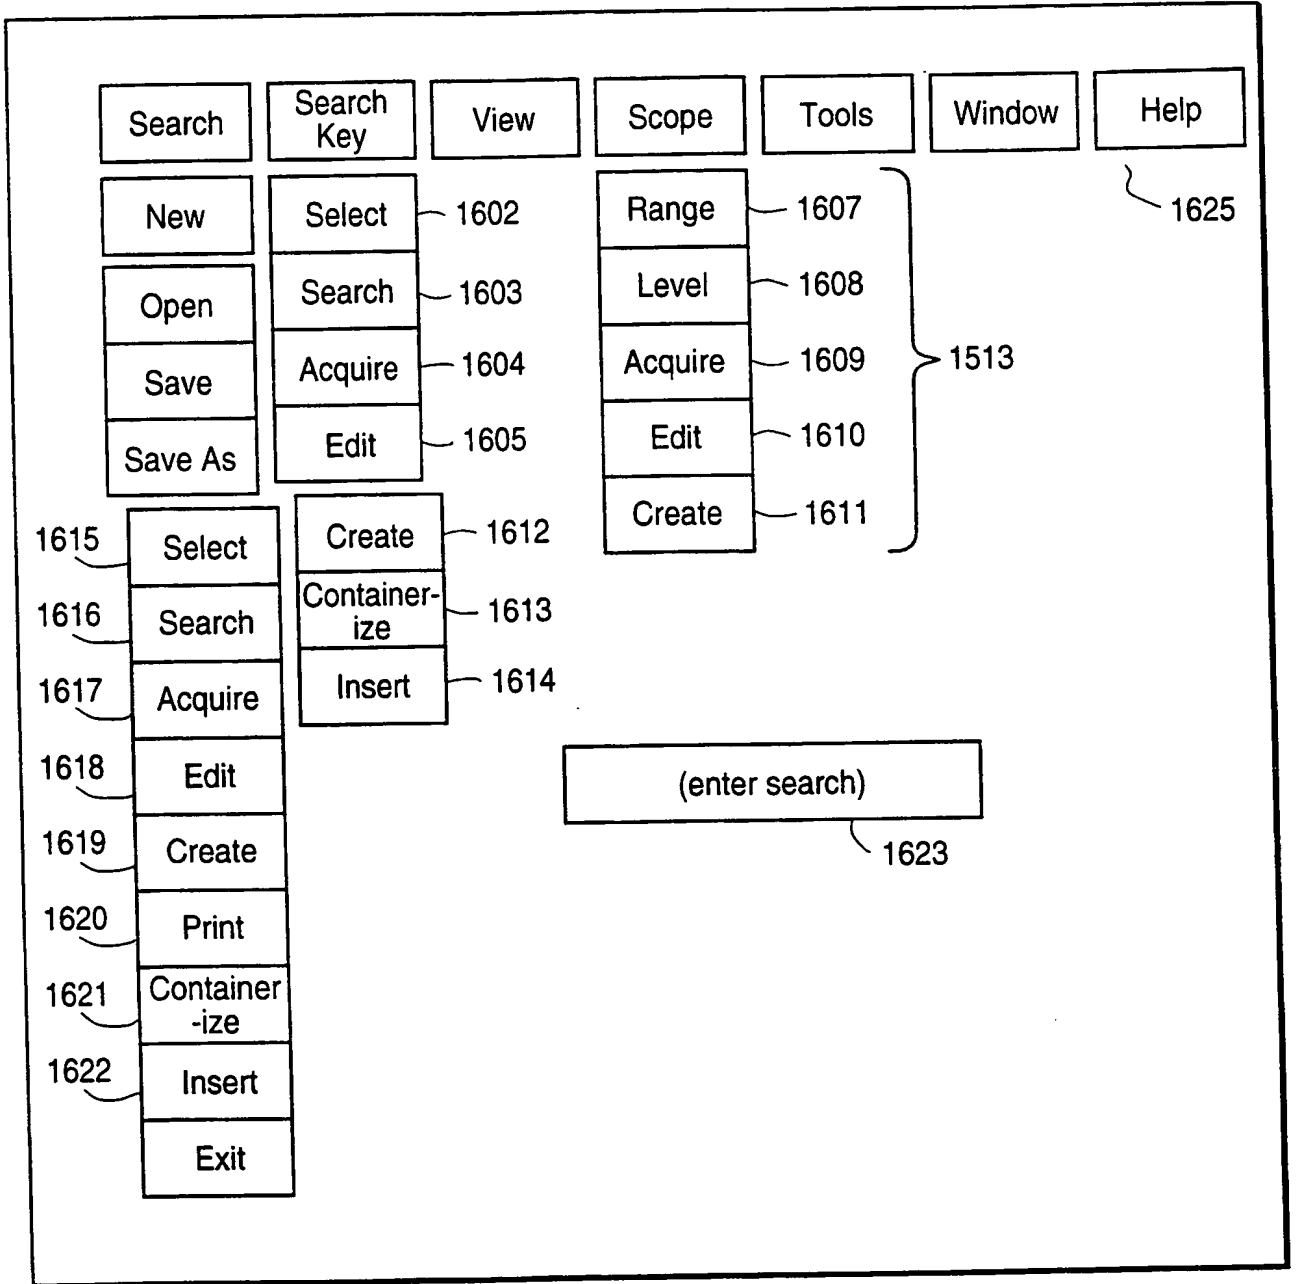 Search
Search
Key
View
Scope
Tools
Window
Help
New
Select
1602
Range
1607
1625
Open
Search
1603
Level
1608
Save
Acquire
1604
Acquire
1609
1513
Save As
Edit
1605
Edit
1610
Create
1611
1615
Select
Create
1612
1616
Search
Container-
ize
1613
1617
Acquire
Insert
1614
1618
Edit
(enter search)
1623
1619
Create
1620
Print
1621
Container
-ize
1622
Insert
Exit